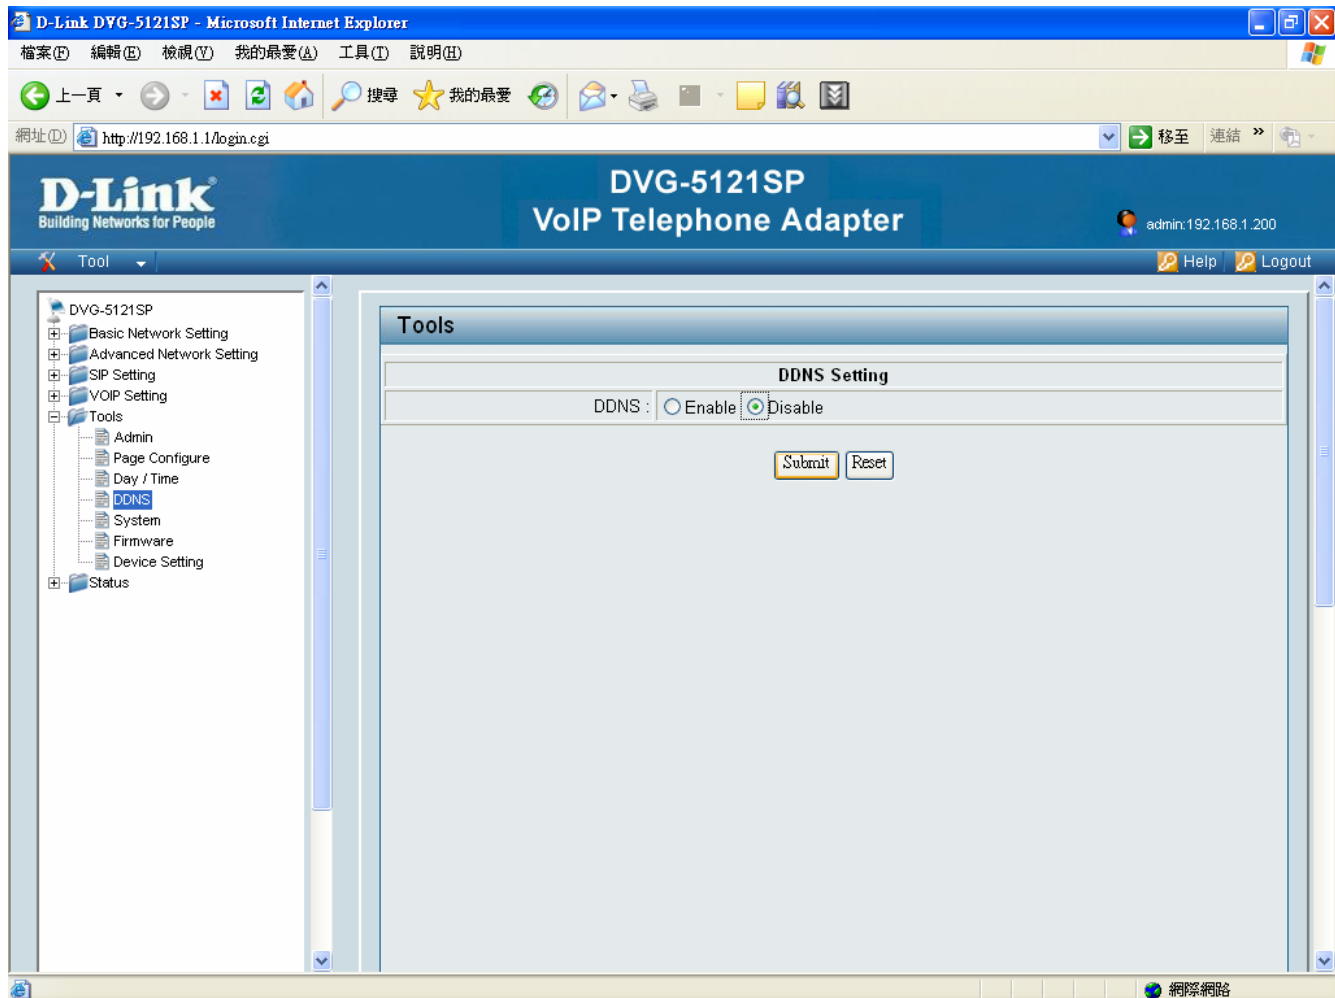 D-Link DVG-5121SP - Microsoft Internet Explorer
檔案(F) 編輯(E) 檢視(V) 我的最愛(A) 工具(T) 說明(H)
上一頁 搜尋 我的最愛
網址(D) http://192.168.1.1/login.cgi 移至 連結 »
D-Link®
Building Networks for People
DVG-5121SP
VoIP Telephone Adapter
admin:192.168.1.200
Tool Help Logout
DVG-5121SP
Basic Network Setting
Advanced Network Setting
SIP Setting
VOIP Setting
Tools
Admin
Page Configure
Day / Time
DDNS
System
Firmware
Device Setting
Status
Tools
DDNS Setting
DDNS : Enable Disable
Submit Reset
網際網路